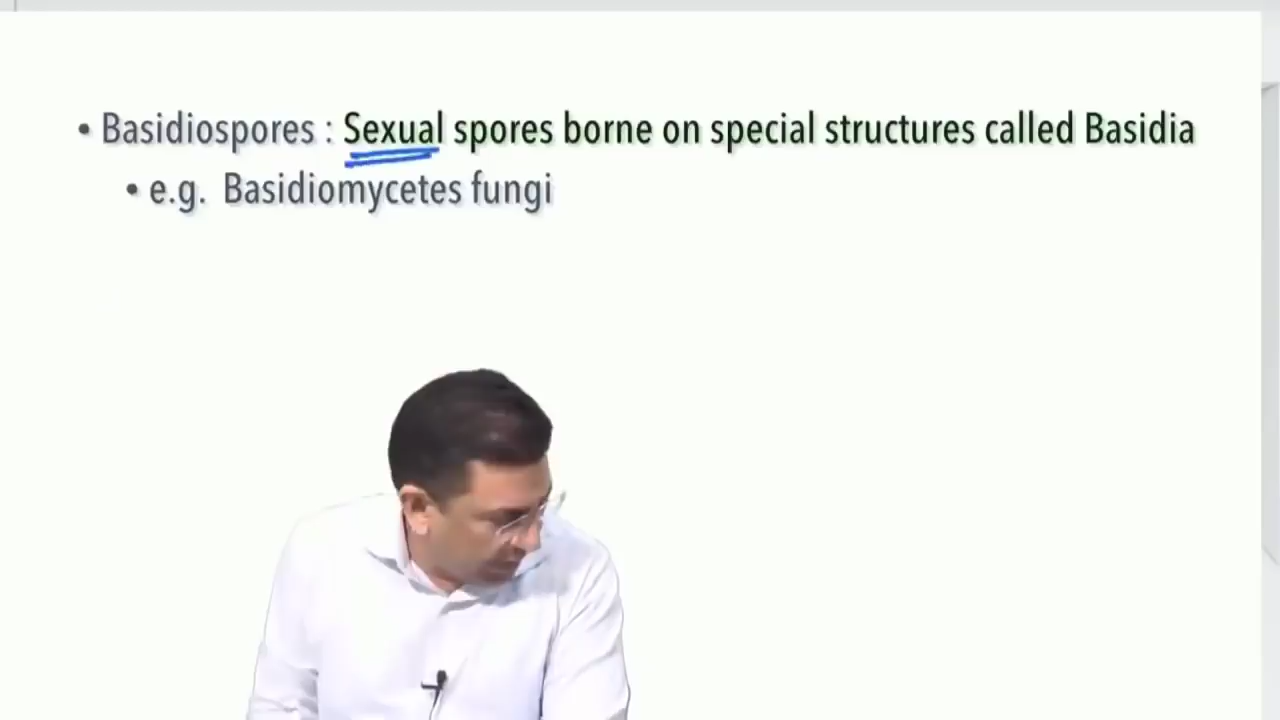 • Basidiospores : Sexual spores borne on special structures called Basidia
• e.g. Basidiomycetes fungi